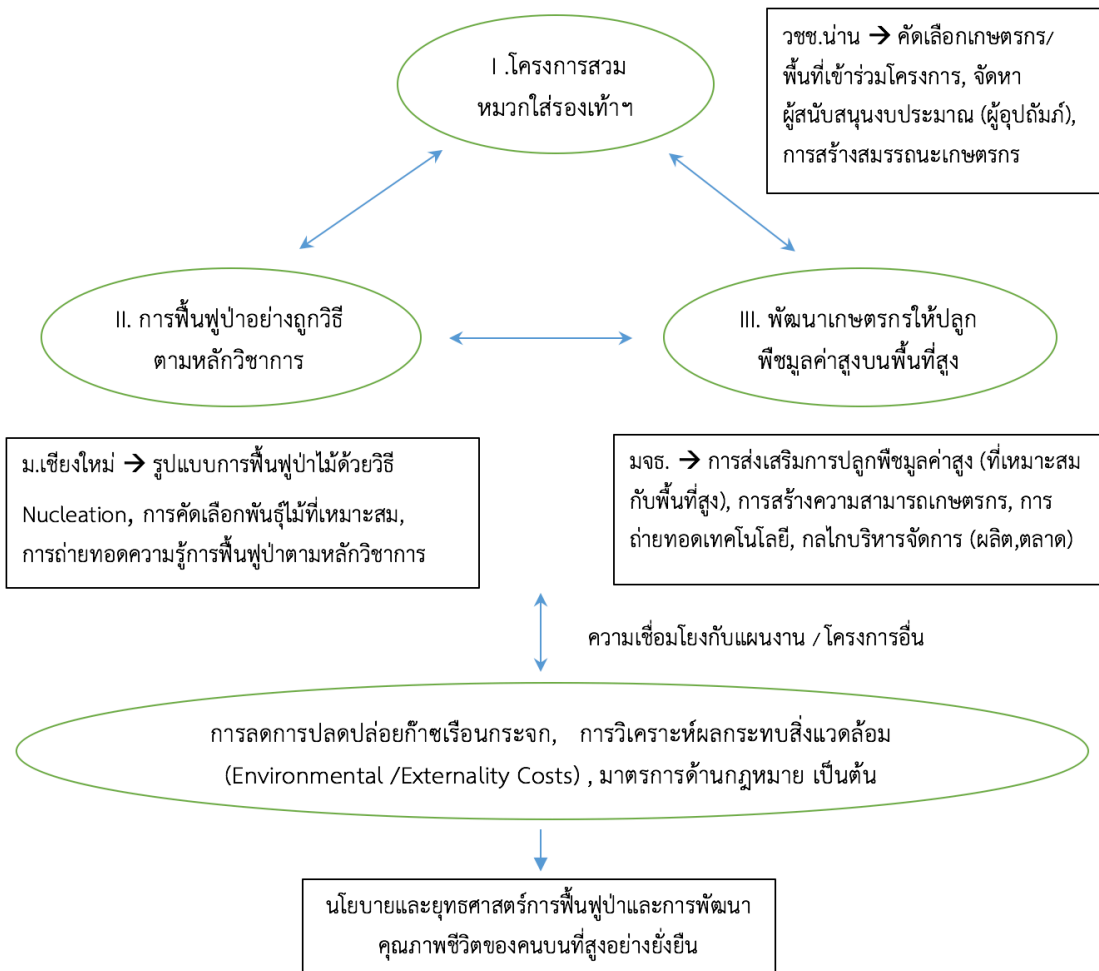 I .โครงการสวม
หมวกใส่รองเท้าฯ
วชช.น่าน → คัดเลือกเกษตรกร/
พื้นที่เข้าร่วมโครงการ, จัดหา
ผู้สนับสนุนงบประมาณ (ผู้อุปถัมภ์),
การสร้างสมรรถนะเกษตรกร
II. การฟื้นฟูป่าอย่างถูกวิธี
ตามหลักวิชาการ
III. พัฒนาเกษตรกรให้ปลูก
พืชมูลค่าสูงบนพื้นที่สูง
ม.เชียงใหม่ → รูปแบบการฟื้นฟูป่าไม้ด้วยวิธี
Nucleation, การคัดเลือกพันธุ์ไม้ที่เหมาะสม,
การถ่ายทอดความรู้การฟื้นฟูป่าตามหลักวิชาการ
มจธ. → การส่งเสริมการปลูกพืชมูลค่าสูง (ที่เหมาะสม
กับพื้นที่สูง), การสร้างความสามารถเกษตรกร, การ
ถ่ายทอดเทคโนโลยี, กลไกบริหารจัดการ (ผลิต,ตลาด)
ความเชื่อมโยงกับแผนงาน / โครงการอื่น
การลดการปลดปล่อยก๊าซเรือนกระจก, การวิเคราะห์ผลกระทบสิ่งแวดล้อม
(Environmental /Externality Costs) , มาตรการด้านกฎหมาย เป็นต้น
นโยบายและยุทธศาสตร์การฟื้นฟูป่าและการพัฒนา
คุณภาพชีวิตของคนบนที่สูงอย่างยั่งยืน